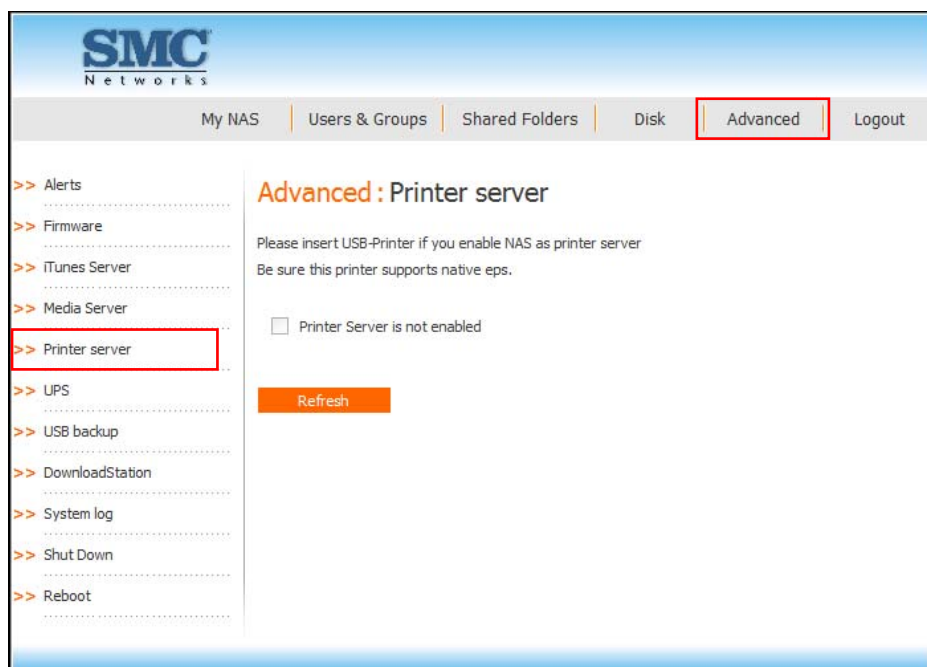 SMC
Networks
My NAS Users & Groups Shared Folders Disk Advanced Logout
>> Alerts
>> Firmware
>> iTunes Server
>> Media Server
>> Printer server
>> UPS
>> USB backup
>> DownloadStation
>> System log
>> Shut Down
>> Reboot
Advanced : Printer server
Please insert USB-Printer if you enable NAS as printer server
Be sure this printer supports native eps.
Printer Server is not enabled
Refresh